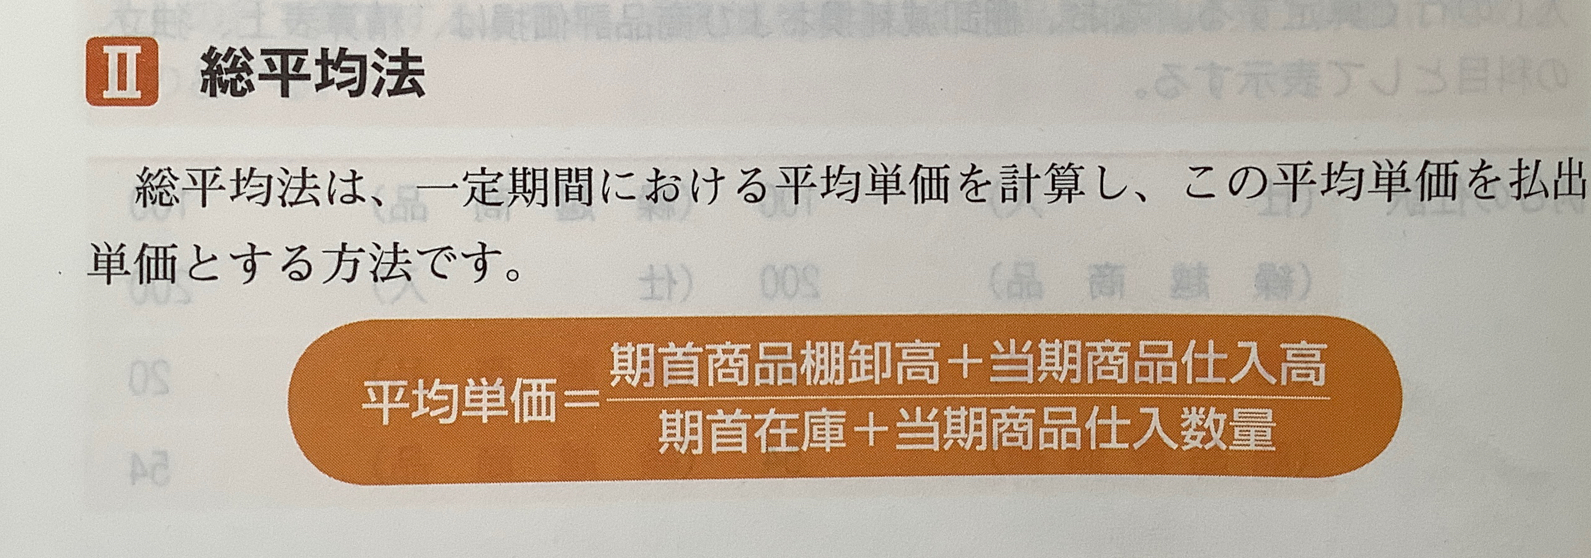 II 総平均法
総平均法は、一定期間における平均単価を計算し、この平均単価を払出
単価とする方法です。
平均単価＝期首商品棚卸高＋当期商品仕入高
期首在庫＋当期商品仕入数量